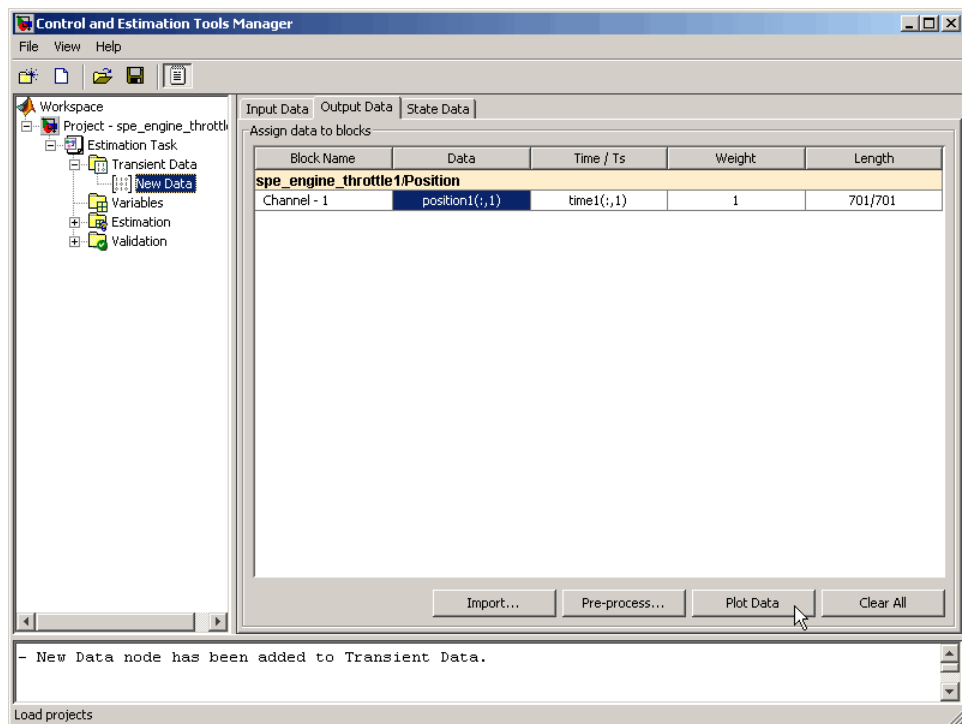 Control and Estimation Tools Manager
File View Help
Workspace
Project - spe_engine_throttl
Estimation Task
Transient Data
New Data
Variables
Estimation
Validation
Input Data Output Data State Data
Assign data to blocks
Block Name Data Time / Ts Weight Length
spe_engine_throttle1/Position
Channel - 1 position1(:,1) time1(:,1) 1 701/701
Import... Pre-process... Plot Data Clear All
- New Data node has been added to Transient Data.
Load projects